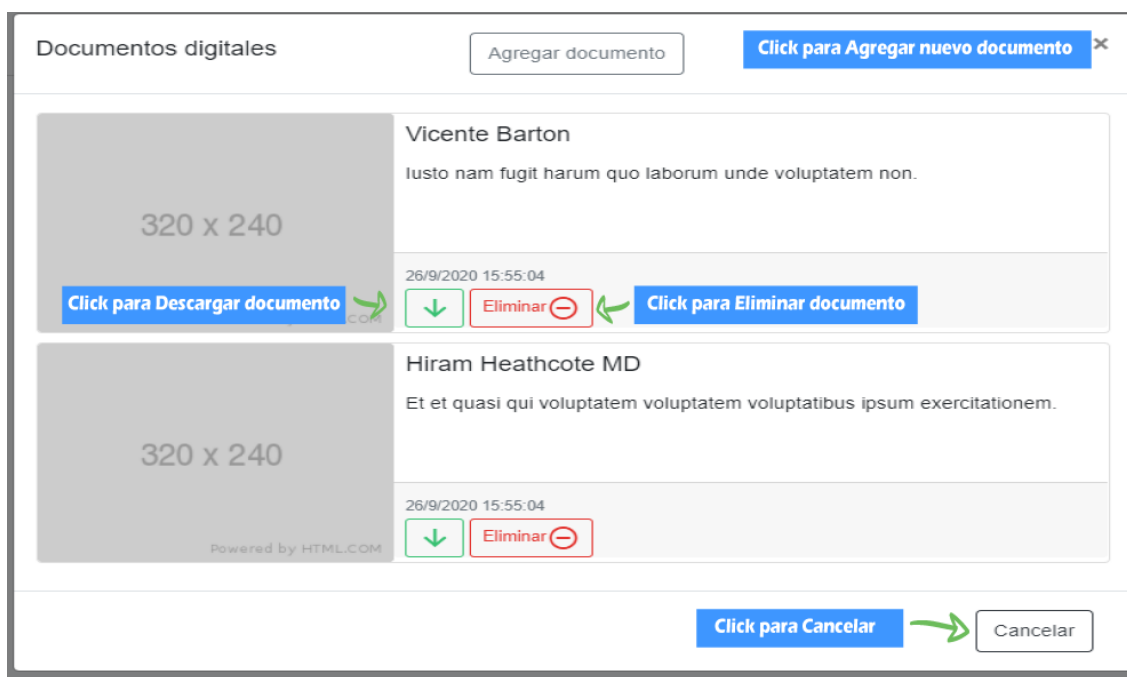 Documentos digitales
Agregar documento
Click para Agregar nuevo documento
×
320 x 240
Vicente Barton
Iusto nam fugit harum quo laborum unde voluptatem non.
26/9/2020 15:55:04
Click para Descargar documento
COM
Eliminar
Click para Eliminar documento
320 x 240
Powered by HTML.COM
Hiram Heathcote MD
Et et quasi qui voluptatem voluptatem voluptatibus ipsum exercitationem.
26/9/2020 15:55:04
Eliminar
Click para Cancelar
Cancelar